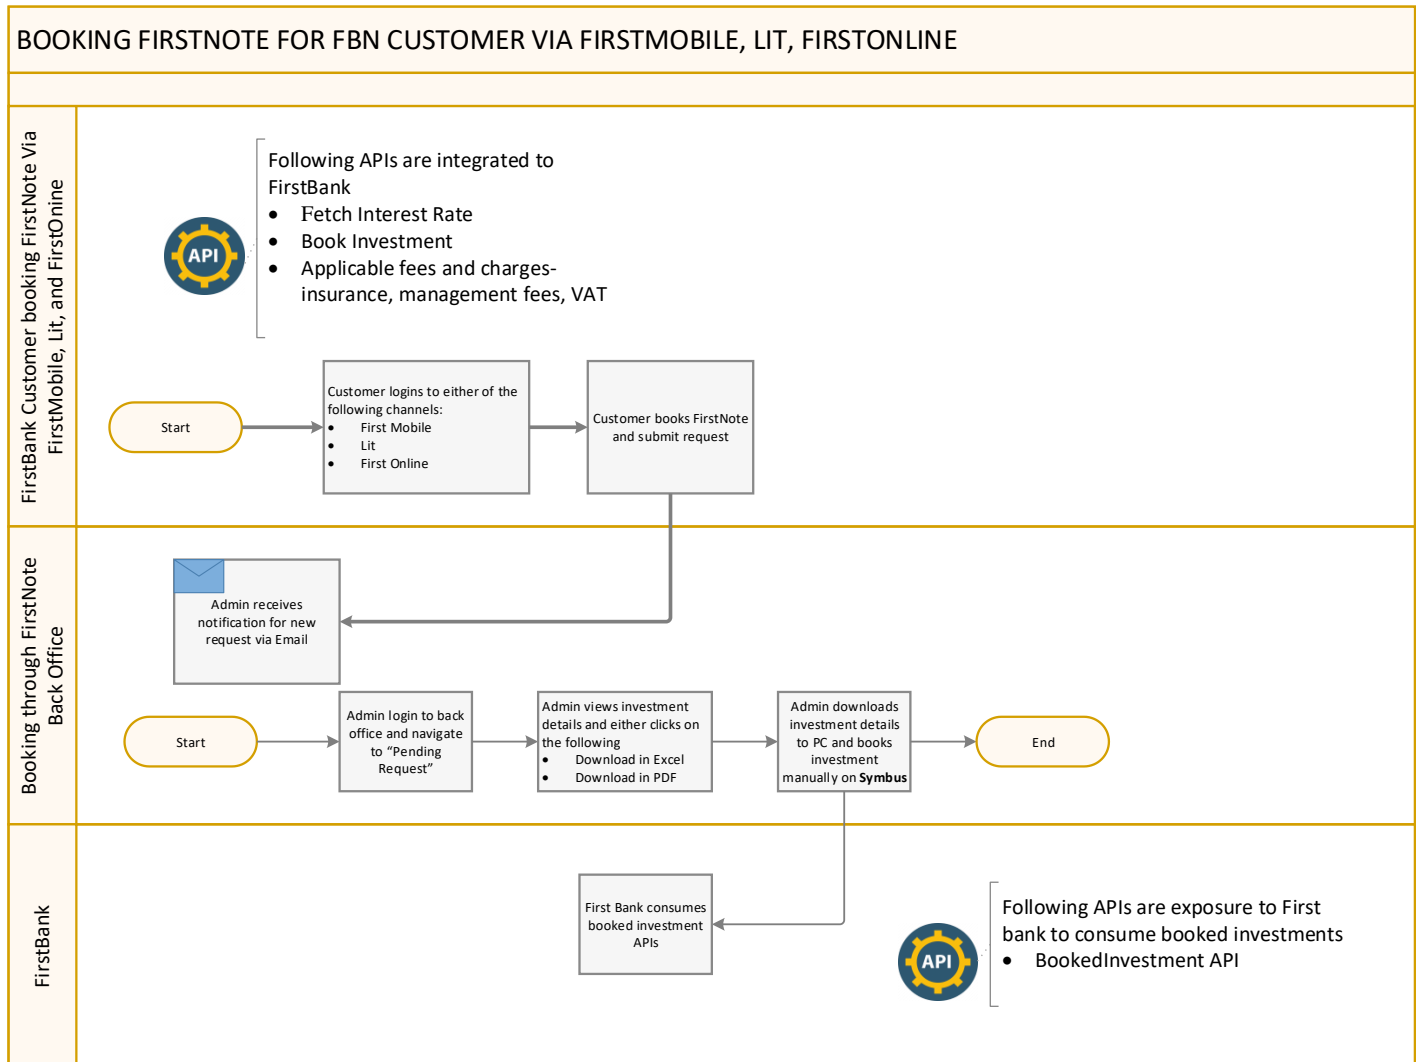 BOOKING FIRSTNOTE FOR FBN CUSTOMER VIA FIRSTMOBILE, LIT, FIRSTONLINE
FirstBank Customer booking FirstNote Via
FirstMobile, Lit, and FirstOnine
Following APIs are integrated to
FirstBank
• Fetch Interest Rate
• Book Investment
• Applicable fees and charges-
insurance, management fees, VAT
API
Start
Customer logins to either of the
following channels:
• First Mobile
• Lit
• First Online
Customer books FirstNote
and submit request
Booking through FirstNote
Back Office
Admin receives
notification for new
request via Email
Start
Admin login to back
office and navigate
to “Pending
Request”
Admin views investment
details and either clicks on
the following
• Download in Excel
• Download in PDF
Admin downloads
investment details
to PC and books
investment
manually on Symbus
End
FirstBank
First Bank consumes
booked investment
APIs
API
Following APIs are exposure to First
bank to consume booked investments
• BookedInvestment API